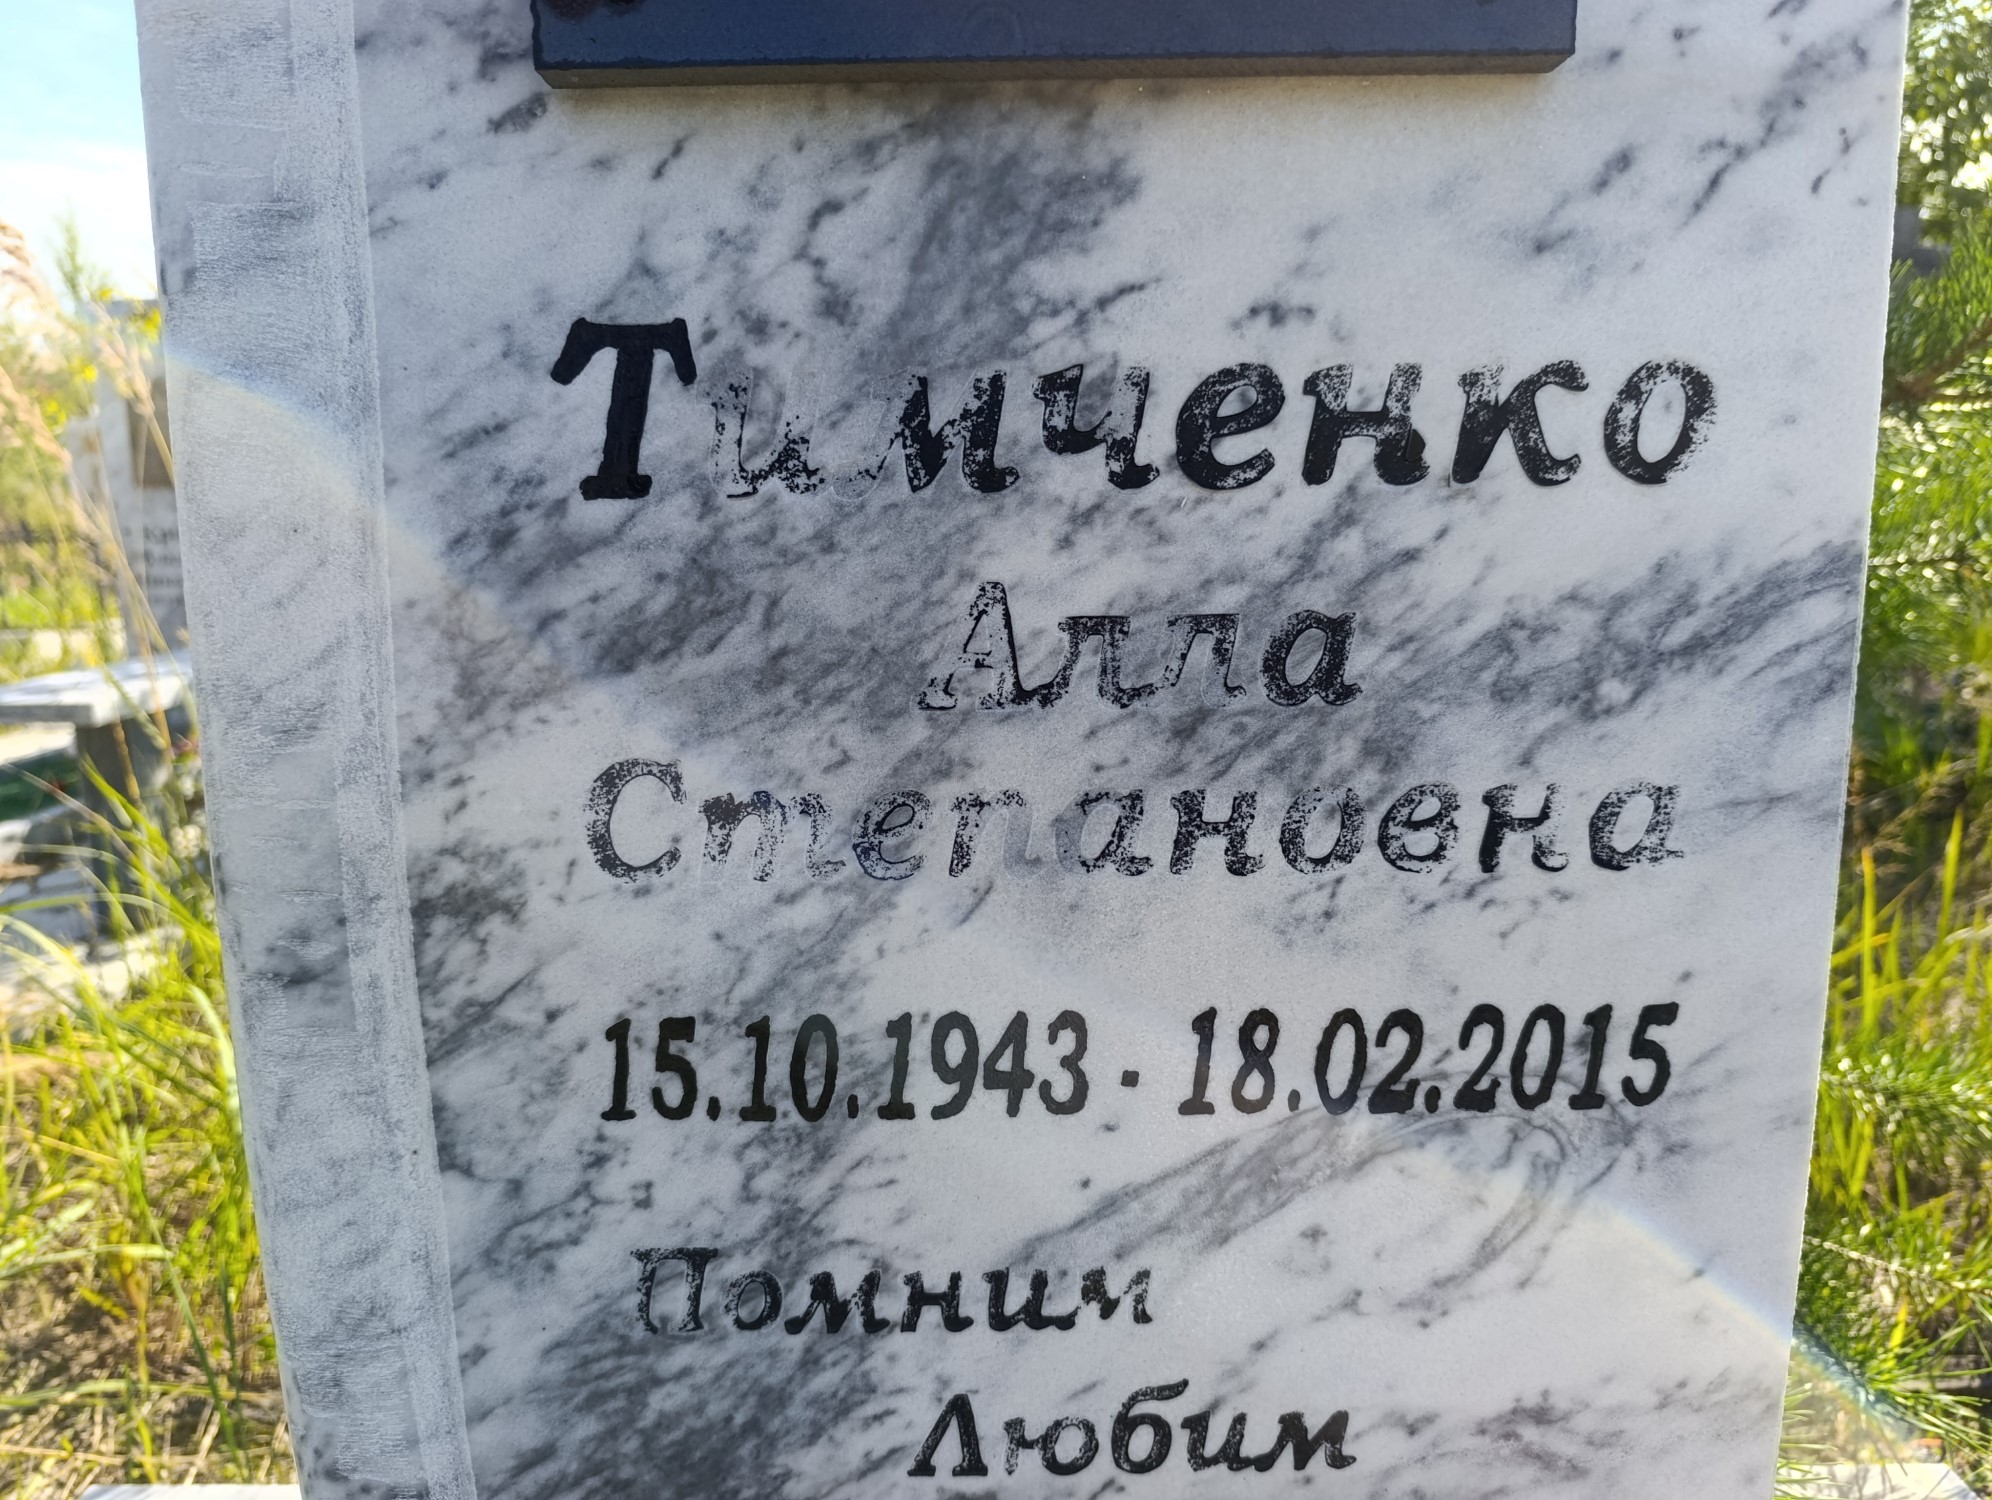 Тимченко
Алла
Степановна
15.10.1943 - 18.02.2015
Помним
Любим